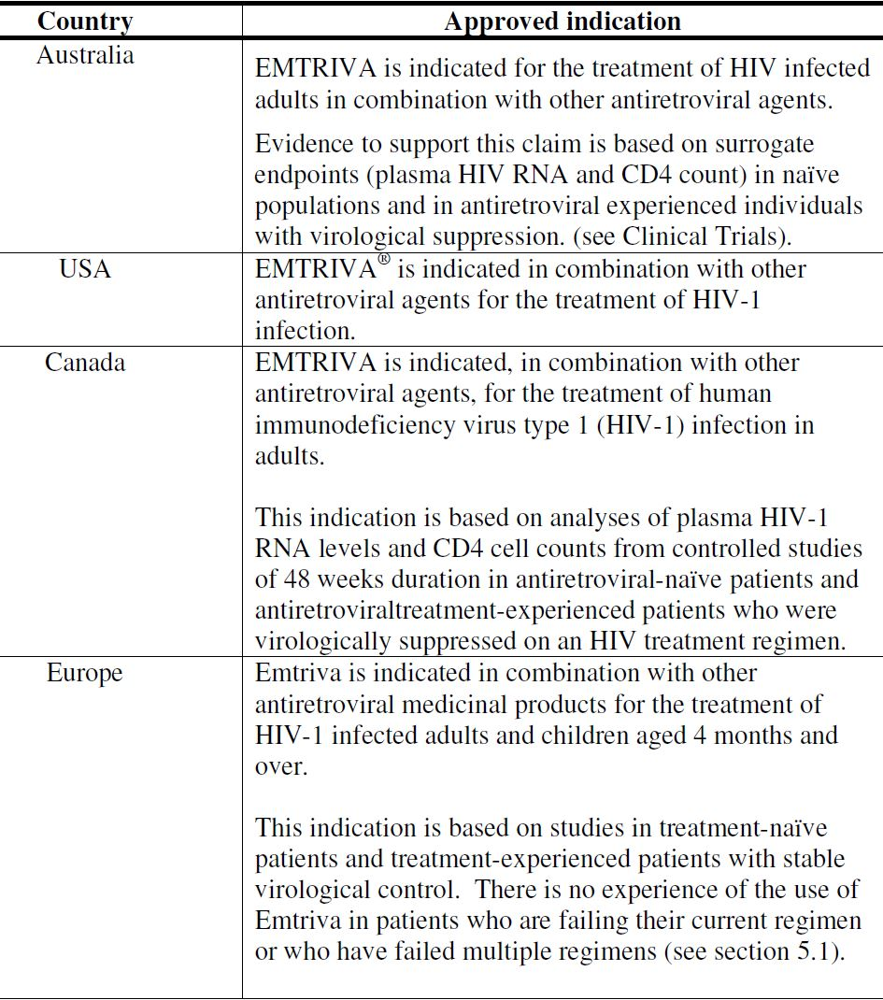 Country Approved indication
Australia
EMTRIVA is indicated for the treatment of HIV infected
adults in combination with other antiretroviral agents.
Evidence to support this claim is based on surrogate
endpoints (plasma HIV RNA and CD4 count) in naïve
populations and in antiretroviral experienced individuals
with virological suppression. (see Clinical Trials).
USA
EMTRIVA® is indicated in combination with other
antiretroviral agents for the treatment of HIV-1
infection.
Canada
EMTRIVA is indicated, in combination with other
antiretroviral agents, for the treatment of human
immunodeficiency virus type 1 (HIV-1) infection in
adults.
This indication is based on analyses of plasma HIV-1
RNA levels and CD4 cell counts from controlled studies
of 48 weeks duration in antiretroviral-naïve patients and
antiretroviraltreatment-experienced patients who were
virologically suppressed on an HIV treatment regimen.
Europe
Emtriva is indicated in combination with other
antiretroviral medicinal products for the treatment of
HIV-1 infected adults and children aged 4 months and
over.
This indication is based on studies in treatment-naïve
patients and treatment-experienced patients with stable
virological control. There is no experience of the use of
Emtriva in patients who are failing their current regimen
or who have failed multiple regimens (see section 5.1).